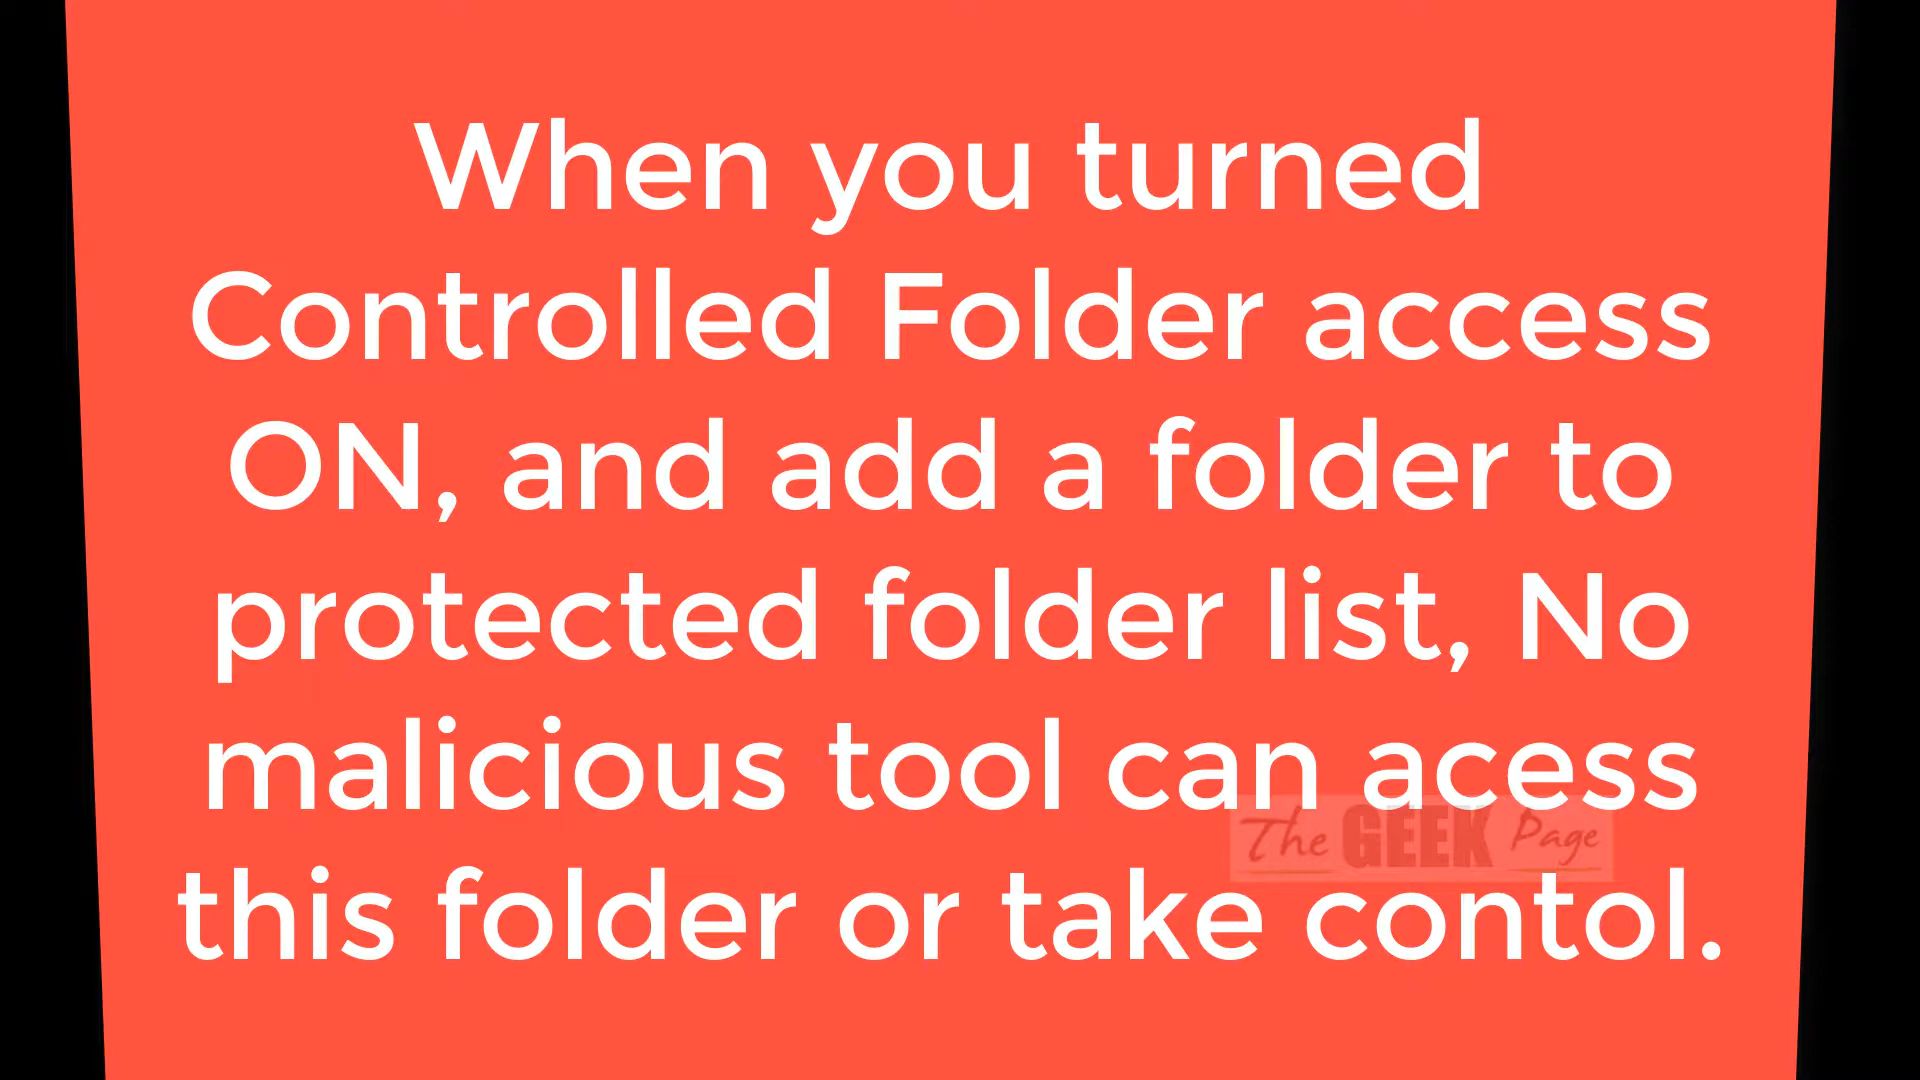 When you turned
Controlled Folder access
ON, and add a folder to
protected folder list, No
malicious tool can acess
The GEEK Page
this folder or take contol.